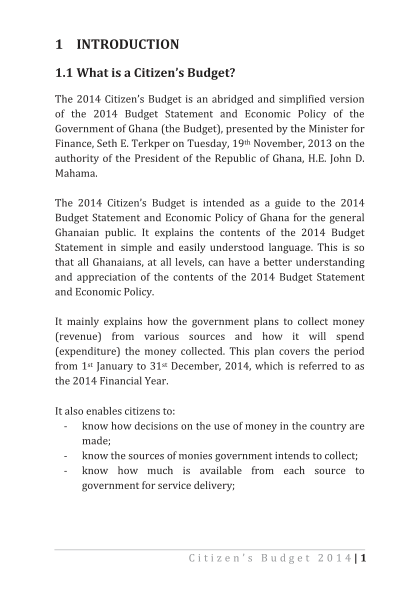 1 INTRODUCTION
1.1 What is a Citizen's Budget?
The 2014 Citizen's Budget is an abridged and simplified version
of the 2014 Budget Statement and Economic Policy of the
Government of Ghana (the Budget), presented by the Minister for
Finance, Seth E. Terkper on Tuesday, 19th November, 2013 on the
authority of the President of the Republic of Ghana, H.E. John D.
Mahama.
The 2014 Citizen's Budget is intended as a guide to the 2014
Budget Statement and Economic Policy of Ghana for the general
Ghanaian public. It explains the contents of the 2014 Budget
Statement in simple and easily understood language. This is so
that all Ghanaians, at all levels, can have a better understanding
and appreciation of the contents of the 2014 Budget Statement
and Economic Policy.
It mainly explains how the government plans to collect money
(revenue) from various sources and how it will spend
(expenditure) the money collected. This plan covers the period
from 1st January to 31st December, 2014, which is referred to as
the 2014 Financial Year.
It also enables citizens to:
- know how decisions on the use of money in the country are
made;
- know the sources of monies government intends to collect;
- know how much is available from each source to
government for service delivery;
Citizen's Budget 2014|1